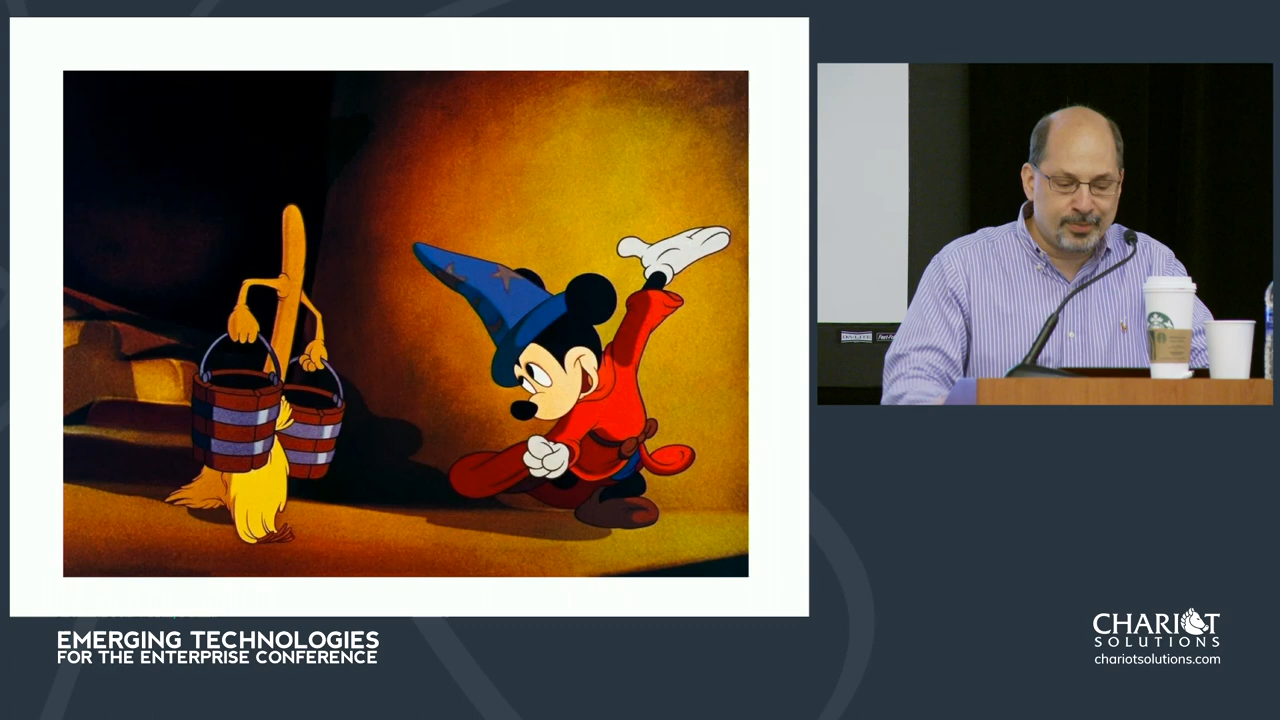 EMERGING TECHNOLOGIES
FOR THE ENTERPRISE CONFERENCE
CHARIOT
SOLUTIONS
chariotsolutions.com